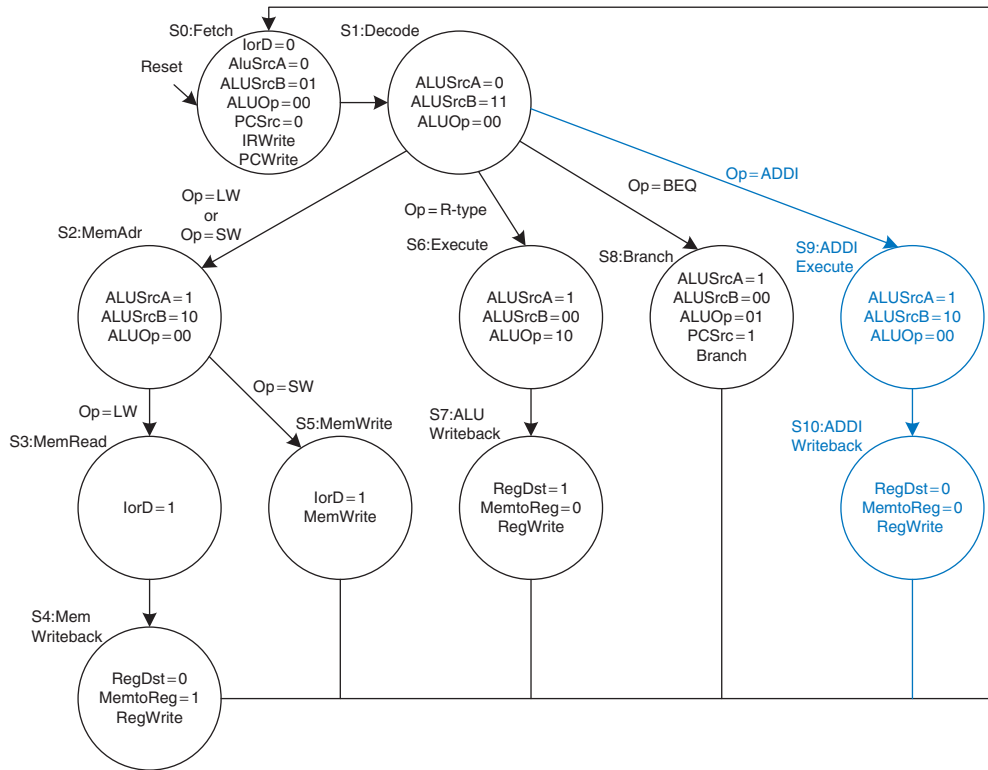 S0:Fetch
IorD=0
AluSrcA=0
ALUSrcB=01
ALUOp=00
PCSrc=0
IRWrite
PCWrite
Reset
S1:Decode
ALUSrcA=0
ALUSrcB=11
ALUOp=00
Op=LW
or
Op=SW
Op=R-type
Op=BEQ
Op=ADDI
S2:MemAdr
ALUSrcA=1
ALUSrcB=10
ALUOp=00
S6:Execute
ALUSrcA=1
ALUSrcB=00
ALUOp=10
S8:Branch
ALUSrcA=1
ALUSrcB=00
ALUOp=01
PCSrc=1
Branch
S9:ADDI
Execute
ALUSrcA=1
ALUSrcB=10
ALUOp=00
Op=LW
Op=SW
S3:MemRead
IorD=1
S5:MemWrite
IorD=1
MemWrite
S7:ALU
Writeback
RegDst=1
MemtoReg=0
RegWrite
S10:ADDI
Writeback
RegDst=0
MemtoReg=0
RegWrite
S4:Mem
Writeback
RegDst=0
MemtoReg=1
RegWrite